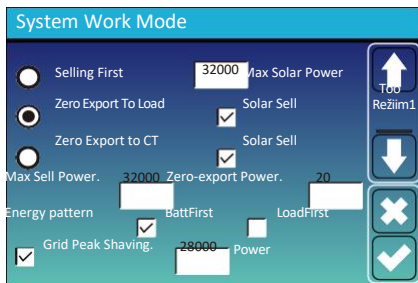 System Work Mode
Selling First 32000 Max Solar Power
Zero Export To Load Solar Sell
Töö
Režiim1
Zero Export to CT Solar Sell
Max Sell Power. 32000 Zero-export Power. 20
Energy pattern BattFirst LoadFirst
Grid Peak Shaving. 28000 Power